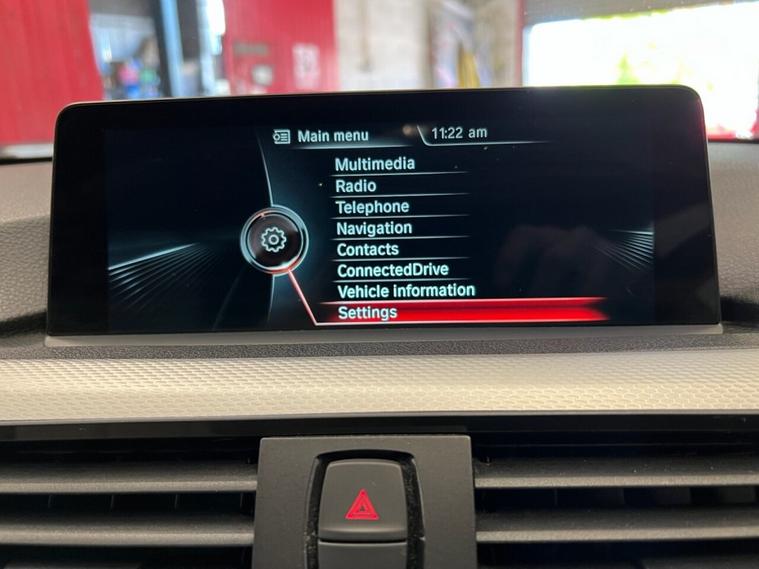 Main menu
11:22 am
Multimedia
Radio
Telephone
Navigation
Contacts
ConnectedDrive
Vehicle information
Settings